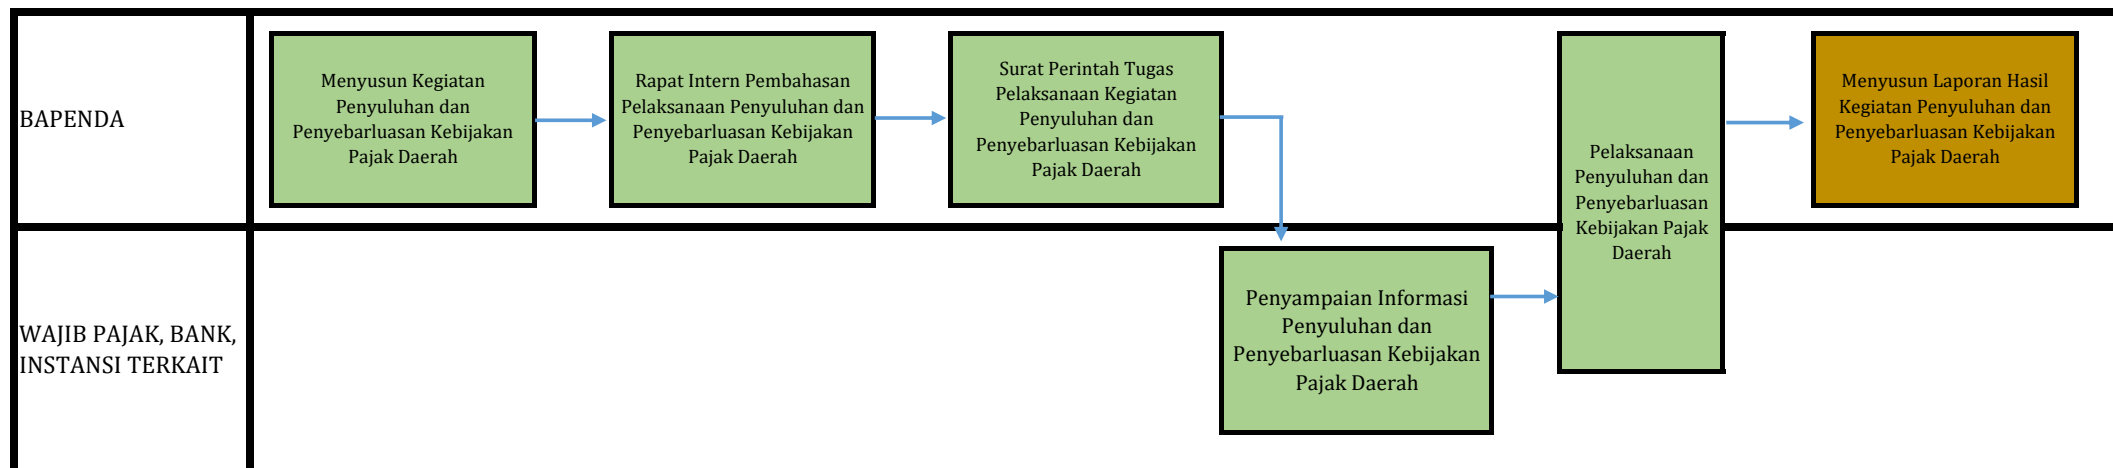 BAPENDA
Menyusun Kegiatan
Penyuluhan dan
Penyebarluasan Kebijakan
Pajak Daerah
Rapat Intern Pembahasan
Pelaksanaan Penyuluhan dan
Penyebarluasan Kebijakan
Pajak Daerah
Surat Perintah Tugas
Pelaksanaan Kegiatan
Penyuluhan dan
Penyebarluasan Kebijakan
Pajak Daerah
Pelaksanaan
Penyuluhan dan
Penyebarluasan
Kebijakan Pajak
Daerah
Menyusun Laporan Hasil
Kegiatan Penyuluhan dan
Penyebarluasan Kebijakan
Pajak Daerah
WAJIB PAJAK, BANK,
INSTANSI TERKAIT
Penyampaian Informasi
Penyuluhan dan
Penyebarluasan Kebijakan
Pajak Daerah